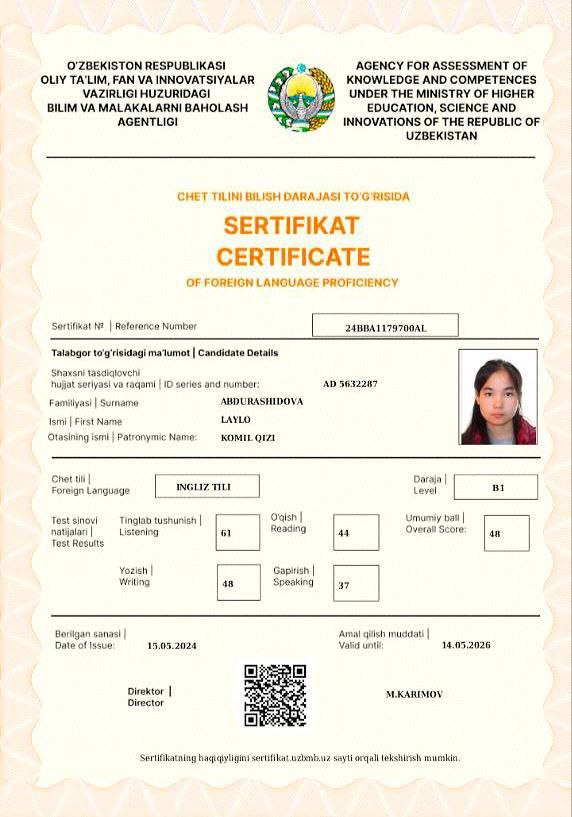 O'ZBEKISTON RESPUBLIKASI
OLIY TA'LIM, FAN VA INNOVATSIYALAR
VAZIRLIGI HUZURIDAGI
BILIM VA MALAKALARNI BAHOLASH
AGENTLIGI
AGENCY FOR ASSESSMENT OF
KNOWLEDGE AND COMPETENCES
UNDER THE MINISTRY OF HIGHER
EDUCATION, SCIENCE AND
INNOVATIONS OF THE REPUBLIC OF
UZBEKISTAN
CHET TILINI BILISH DARAJASI TO'G'RISIDA
SERTIFIKAT
CERTIFICATE
OF FOREIGN LANGUAGE PROFICIENCY
Sertifikat № | Reference Number 24BBA1179700AL
Talabgor to'g'risidagi ma'lumot | Candidate Details
Shaxsni tasdiqlovchi
hujjat seriyasi va raqami | ID series and number: AD 5632287
Familiyasi | Surname ABDURASHIDOVA
Ismi | First Name LAYLO
Otasining ismi | Patronymic Name: KOMIL QIZI
Chet tili |
Foreign Language
INGLIZ TILI
Daraja |
Level
B1
Test sinovi
natijalari |
Test Results
Tinglab tushunish |
Listening
61
O'qish |
Reading
44
Umumiy ball |
Overall Score:
48
Yozish |
Writing
48
Gapirish |
Speaking
37
Berilgan sanasi |
Date of Issue: 15.05.2024
Amal qilish muddati |
Valid until: 14.05.2026
Direktor |
Director
M.KARIMOV
Sertifikatning haqiqiyligini sertifikat.uzbmb.uz sayti orqali tekshirish mumkin.